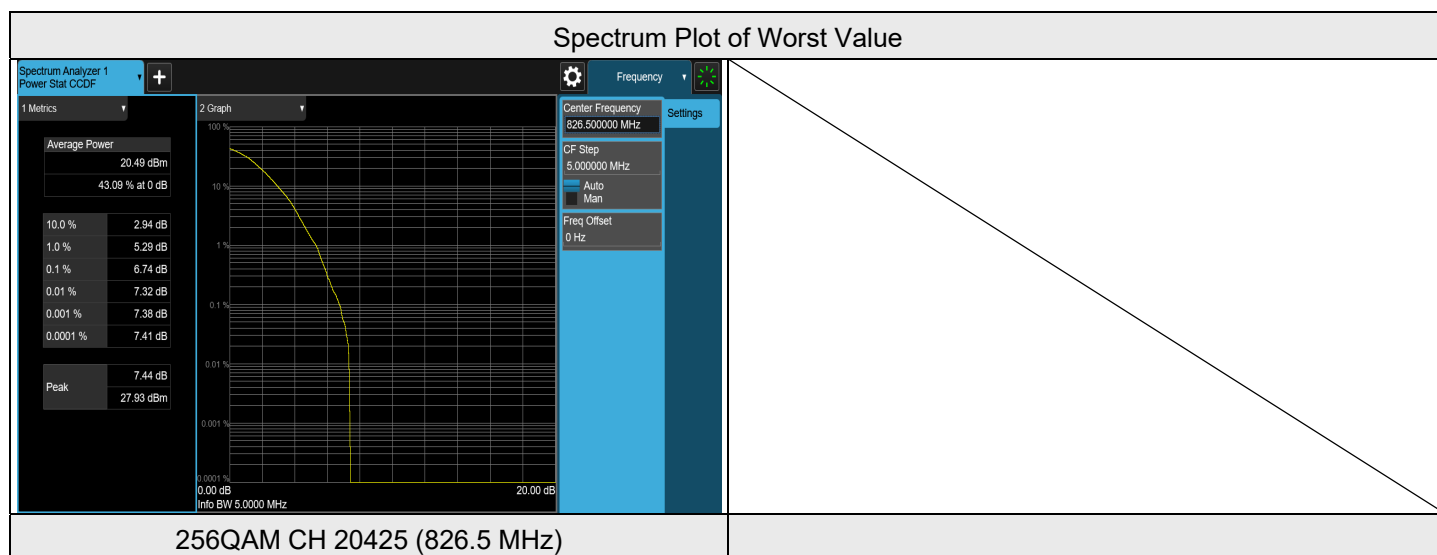 Spectrum Plot of Worst Value
Spectrum Analyzer 1
Power Stat CCDF
+
Frequency
1 Metrics
2 Graph
Average Power
20.49 dBm
43.09 % at 0 dB
10.0 % 2.94 dB
1.0 % 5.29 dB
0.1 % 6.74 dB
0.01 % 7.32 dB
0.001 % 7.38 dB
0.0001 % 7.41 dB
Peak 7.44 dB
27.93 dBm
100 %
10 %
1 %
0.1 %
0.01 %
0.001 %
0.0001 %
0.00 dB 20.00 dB
Info BW 5.0000 MHz
Center Frequency
826.500000 MHz
CF Step
5.000000 MHz
Auto
Man
Freq Offset
0 Hz
Settings
256QAM CH 20425 (826.5 MHz)